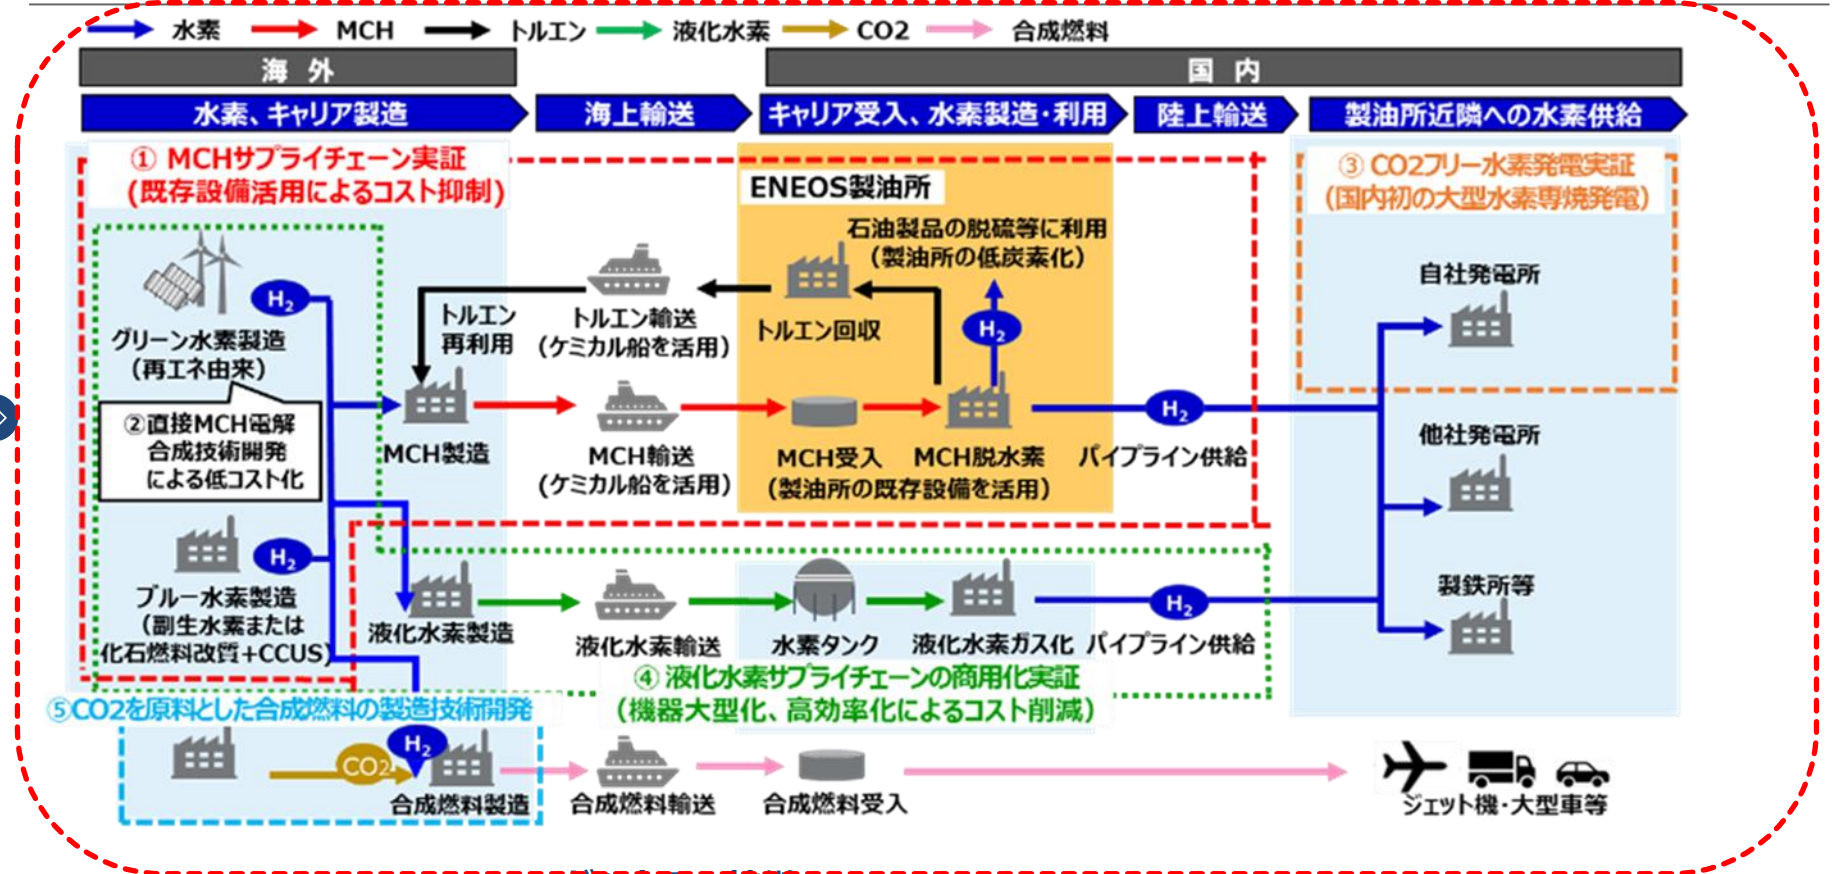 水素 MCH トルエン 液化水素 CO2 合成燃料
海 外
国 内
水素、キャリア製造
海上輸送
キャリア受入、水素製造・利用
陸上輸送
製油所近隣への水素供給
① MCHサプライチェーン実証
(既存設備活用によるコスト抑制)
ENEOS製油所
③ CO2フリー水素発電実証
(国内初の大型水素専焼発電)
石油製品の脱硫等に利用
(製油所の低炭素化)
H2
グリーン水素製造
(再エネ由来)
トルエン
再利用
トルエン輸送
(ケミカル船を活用)
トルエン回収
H2
自社発電所
②直接MCH電解
合成技術開発
による低コスト化
MCH製造
MCH輸送
(ケミカル船を活用)
MCH受入
MCH脱水素
(製油所の既存設備を活用)
H2
パイプライン供給
他社発電所
H2
ブルー水素製造
(副生水素または
化石燃料改質+CCUS)
液化水素製造
液化水素輸送
水素タンク
液化水素ガス化
H2
パイプライン供給
製鉄所等
④ 液化水素サプライチェーンの商用化実証
(機器大型化、高効率化によるコスト削減)
⑤CO2を原料とした合成燃料の製造技術開発
CO2
H2
合成燃料製造
合成燃料輸送
合成燃料受入
ジェット機・大型車等